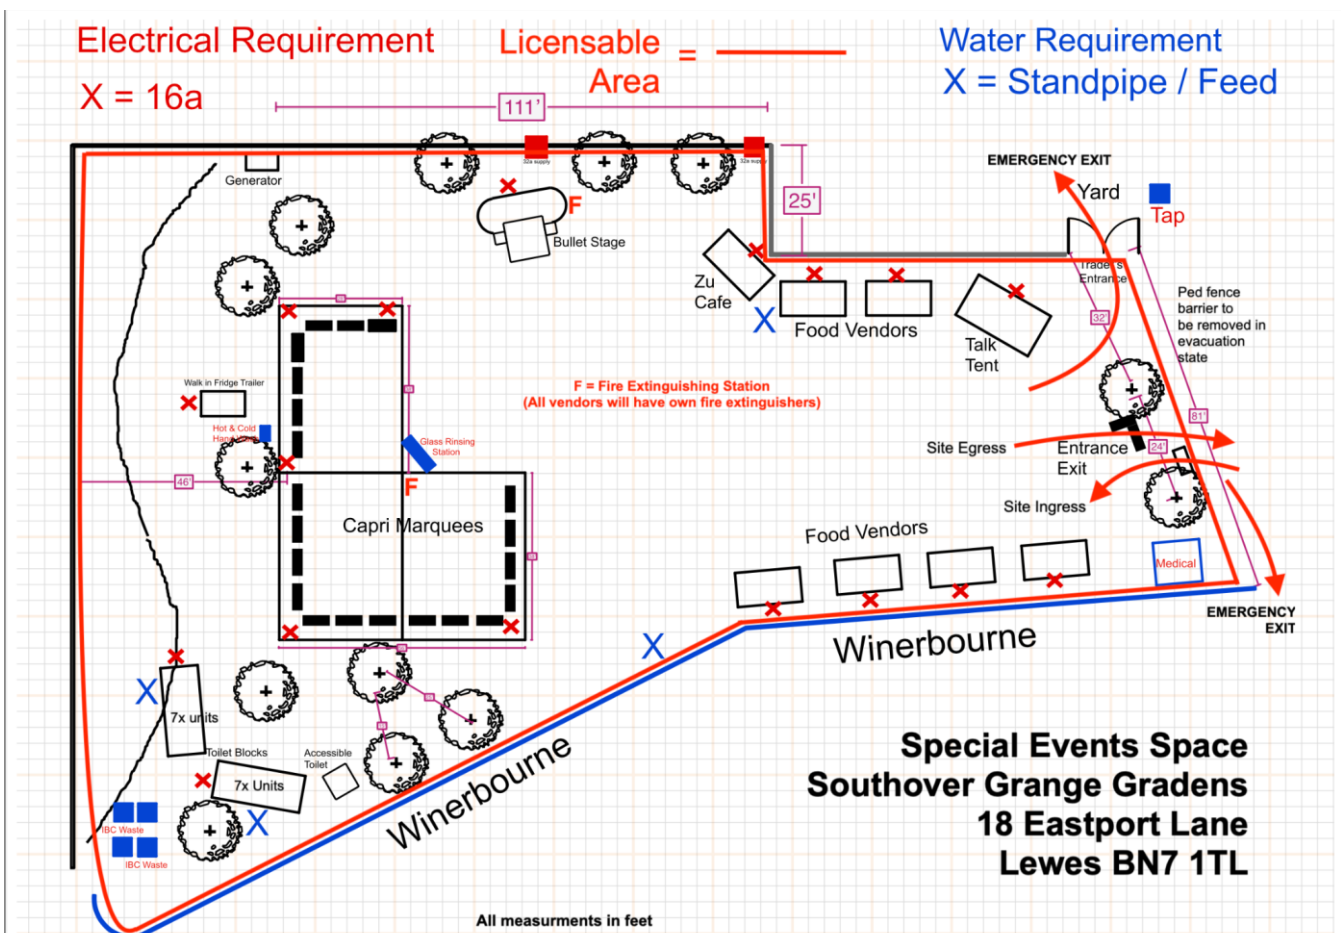 Electrical Requirement
X = 16a
Licensable
Area
=
Water Requirement
X = Standpipe / Feed
111'
EMERGENCY EXIT
Yard
Tap
25'
32a supply
32a supply
Generator
F
Bullet Stage
Zu
Cafe
X
Food Vendors
Talk
Tent
Trader's
Entrance
32'
Ped fence
barrier to
be removed in
evacuation
state
Walk in Fridge Trailer
F = Fire Extinguishing Station
(All vendors will have own fire extinguishers)
Hot & Cold
Glass Rinsing
Station
81'
Site Egress
Entrance
Exit
24'
46'
F
Site Ingress
Capri Marquees
Food Vendors
Medical
EMERGENCY
EXIT
X
Winerbourne
X
7x units
Toilet Blocks
7x Units
Accessible
Toilet
X
Winerbourne
IBC Waste
IBC Waste
Special Events Space
Southover Grange Gradens
18 Eastport Lane
Lewes BN7 1TL
All measurments in feet